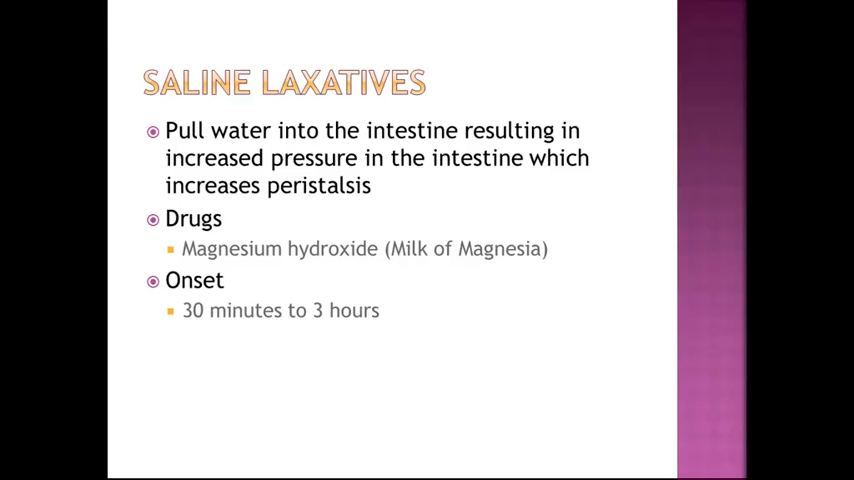 SALINE LAXATIVES
Pull water into the intestine resulting in
increased pressure in the intestine which
increases peristalsis
Drugs
Magnesium hydroxide (Milk of Magnesia)
Onset
30 minutes to 3 hours